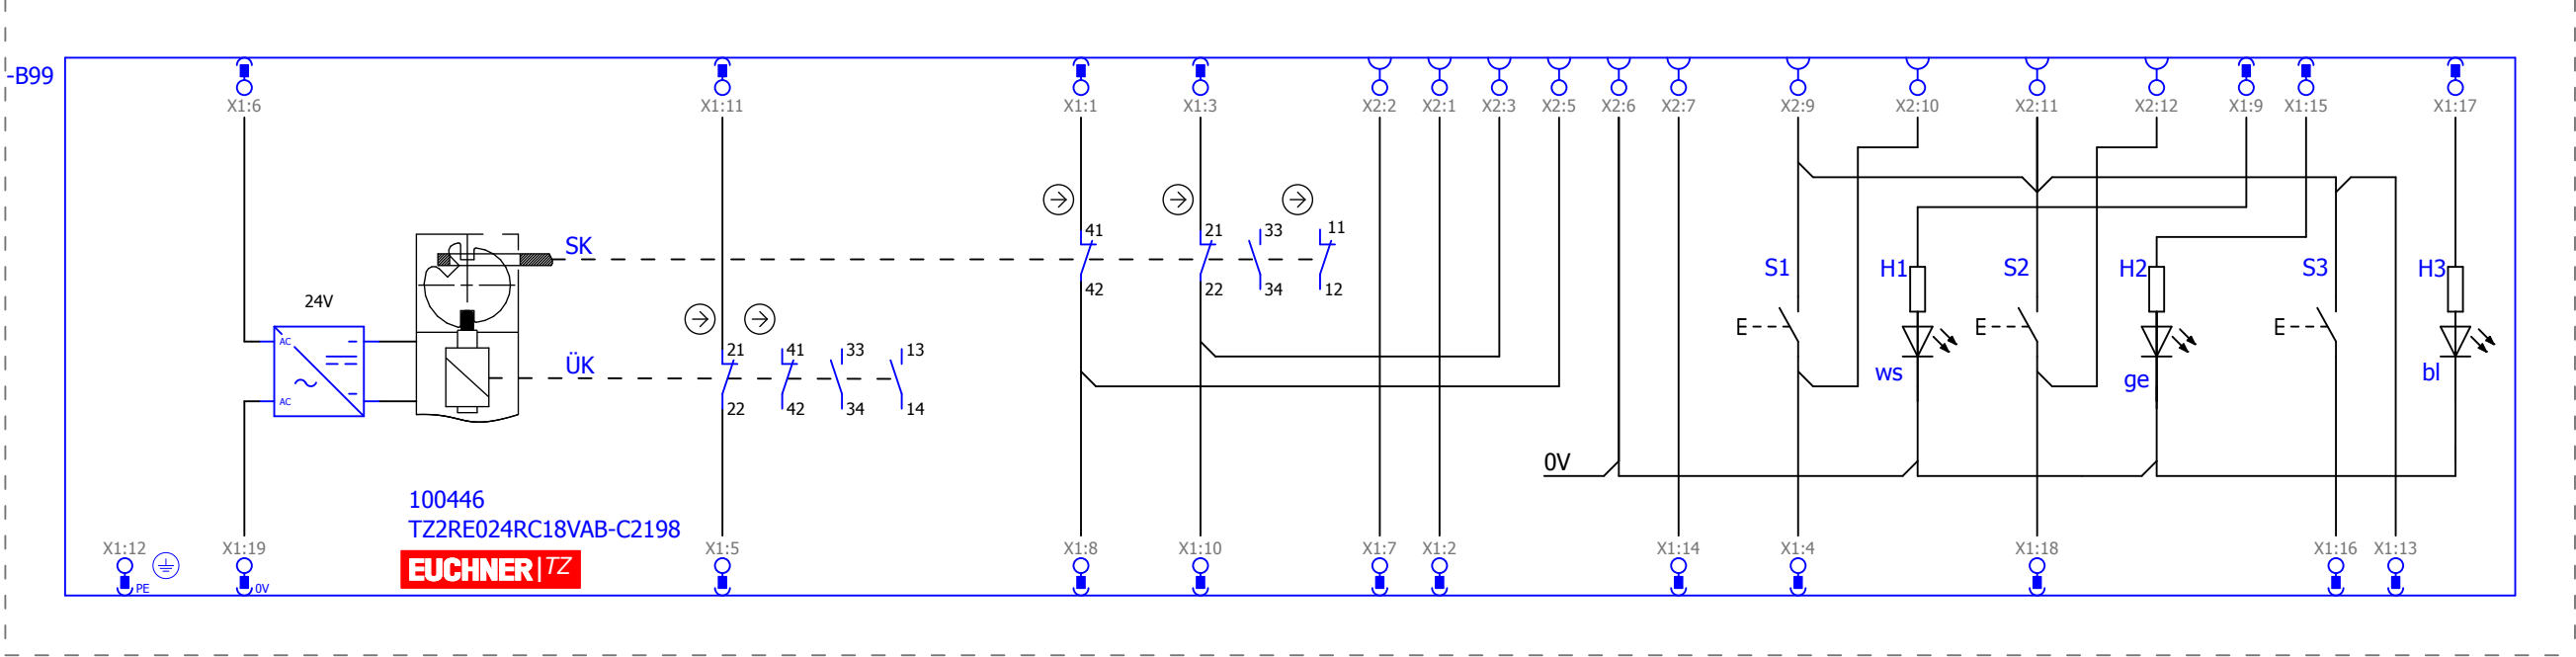 -B99
X1:6
X1:11
X1:1
X1:3
X2:2
X2:1
X2:3
X2:5
X2:6
X2:7
X2:9
X2:10
X2:11
X2:12
X1:9
X1:15
X1:17
41
21
33
11
SK
42
22
34
12
S1
H1
S2
H2
S3
H3
24V
AC
AC
E
E
E
21
41
33
13
ÜK
22
42
34
14
ws
ge
bl
0V
100446
TZ2RE024RC18VAB-C2198
EUCHNER|TZ
X1:12
X1:19
X1:5
X1:8
X1:10
X1:7
X1:2
X1:14
X1:4
X1:18
X1:16
X1:13
PE
0V